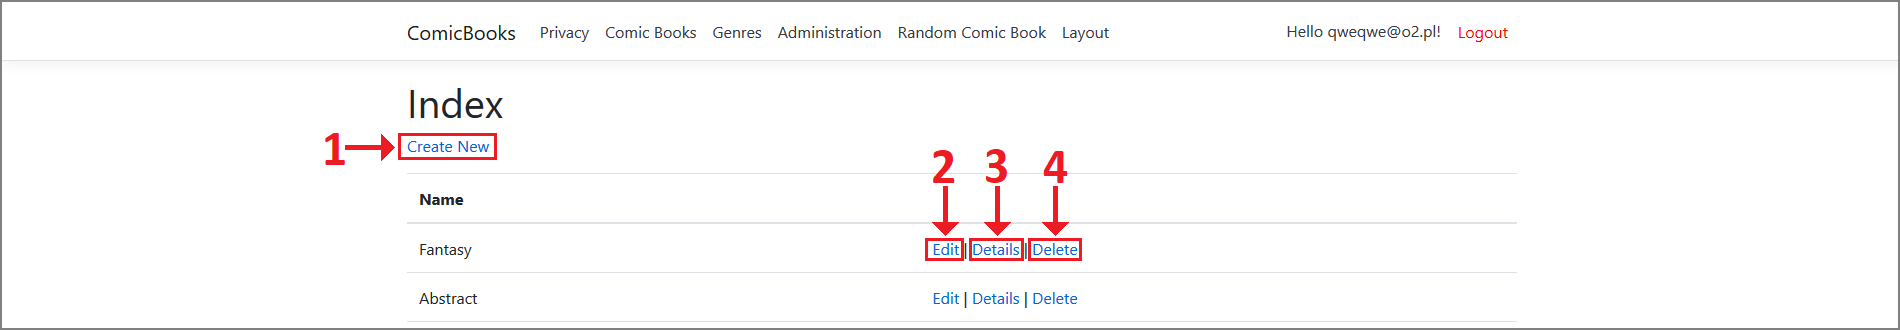 ComicBooks Privacy Comic Books Genres Administration Random Comic Book Layout Hello qweqwe@o2.pl! Logout
Index
1 Create New
2 3 4
Name
Fantasy Edit | Details | Delete
Abstract Edit | Details | Delete